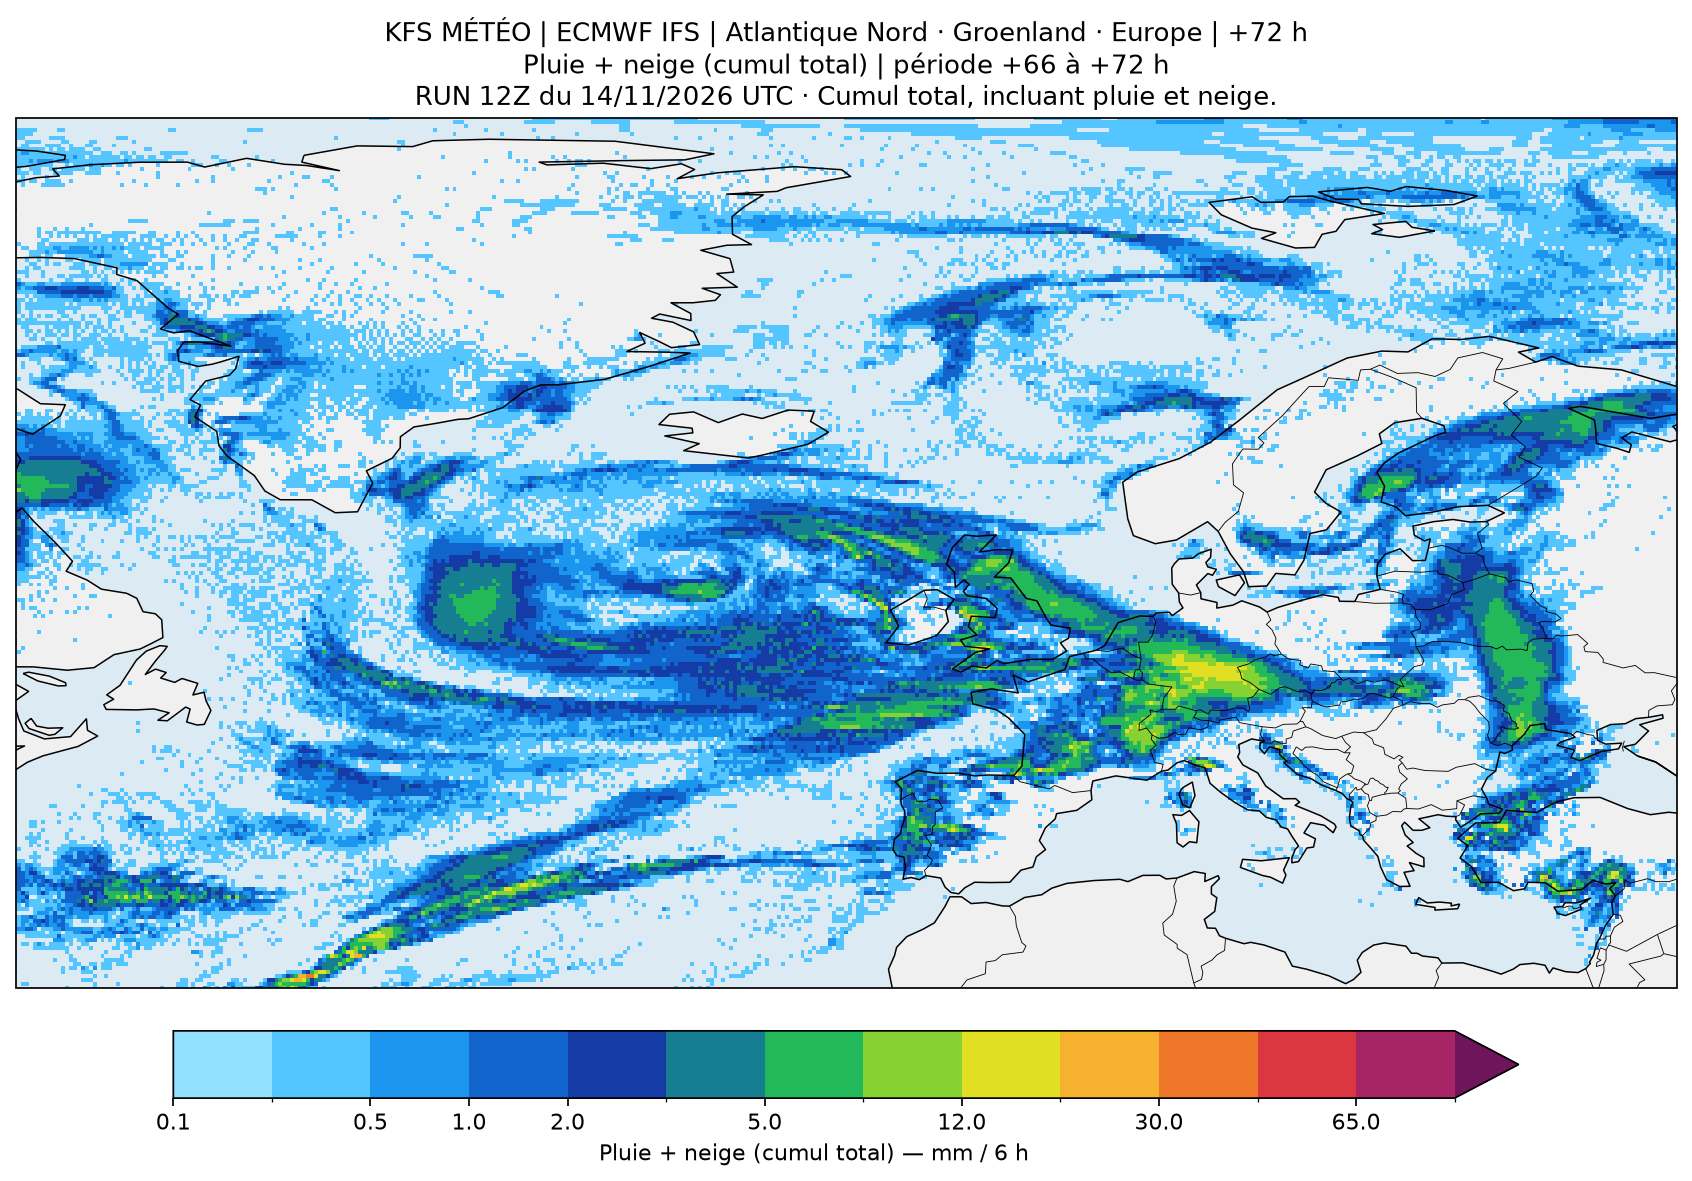 KFS MÉTÉO | ECMWF IFS | Atlantique Nord · Groenland · Europe | +72 h
Pluie + neige (cumul total) | période +66 à +72 h
RUN 12Z du 14/11/2026 UTC · Cumul total, incluant pluie et neige.
0.1 0.5 1.0 2.0 5.0 12.0 30.0 65.0
Pluie + neige (cumul total) — mm / 6 h